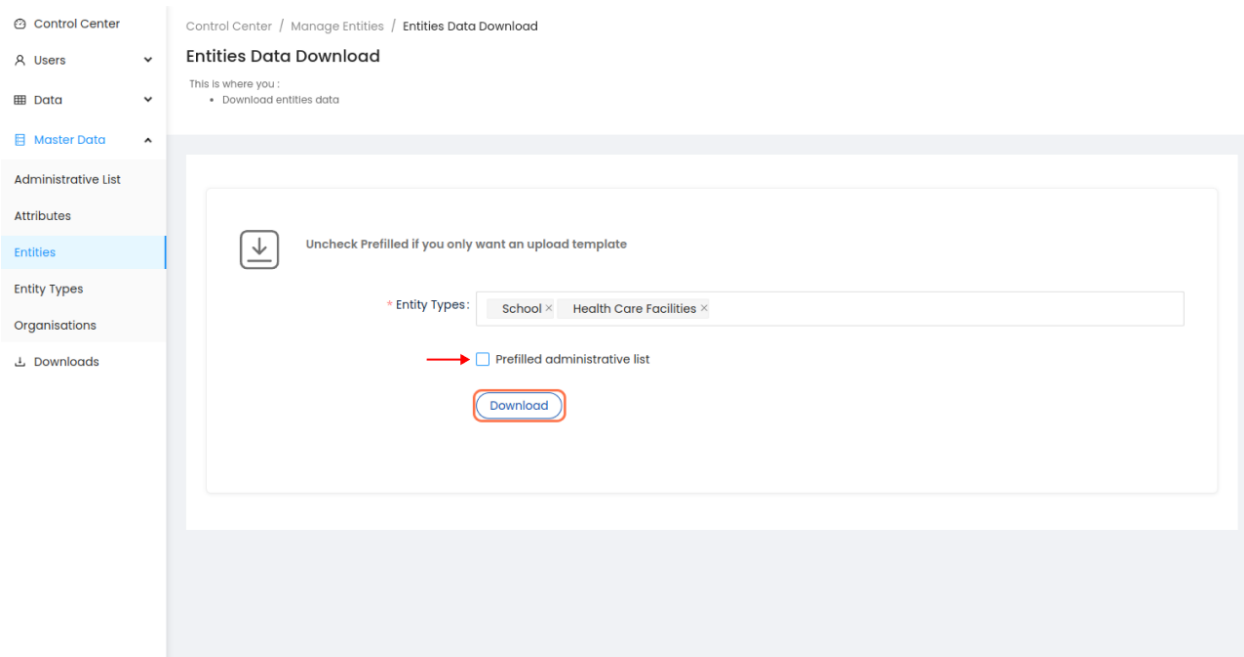 Control Center
Users
Data
Master Data
Administrative List
Attributes
Entities
Entity Types
Organisations
Downloads
Control Center / Manage Entities / Entities Data Download
Entities Data Download
This is where you :
• Download entities data
Uncheck Prefilled if you only want an upload template
* Entity Types: School × Health Care Facilities ×
Prefilled administrative list
Download